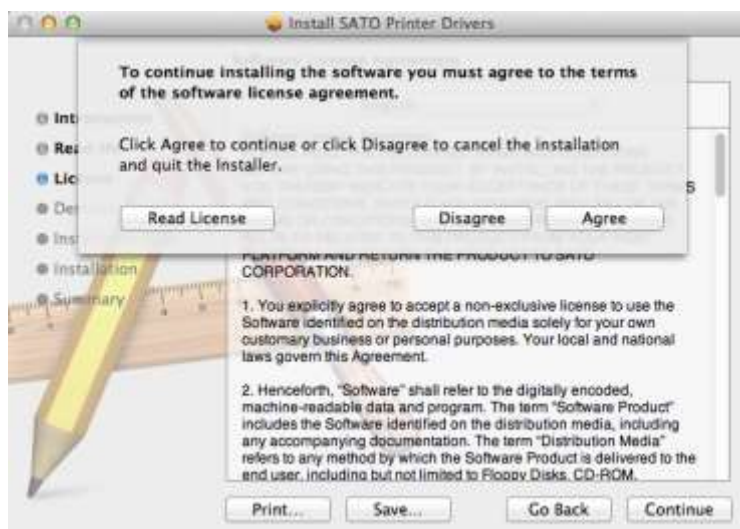 Install SATO Printer Drivers
To continue installing the software you must agree to the terms
of the software license agreement.
Click Agree to continue or click Disagree to cancel the installation
and quit the Installer.
Read License
Disagree
Agree
Installation
Summary
PLATFORM AND RETURN THE PRODUCT TO SATO
CORPORATION.
1. You explicitly agree to accept a non-exclusive license to use the
Software identified on the distribution media solely for your own
customary business or personal purposes. Your local and national
laws govern this Agreement.
2. Henceforth, "Software" shall refer to the digitally encoded,
machine-readable data and program. The term "Software Product"
includes the Software identified on the distribution media, including
any accompanying documentation. The term "Distribution Media"
refers to any method by which the Software Product is delivered to the
end user, including but not limited to Floppy Disks, CD-ROM,
Print...
Save...
Go Back
Continue